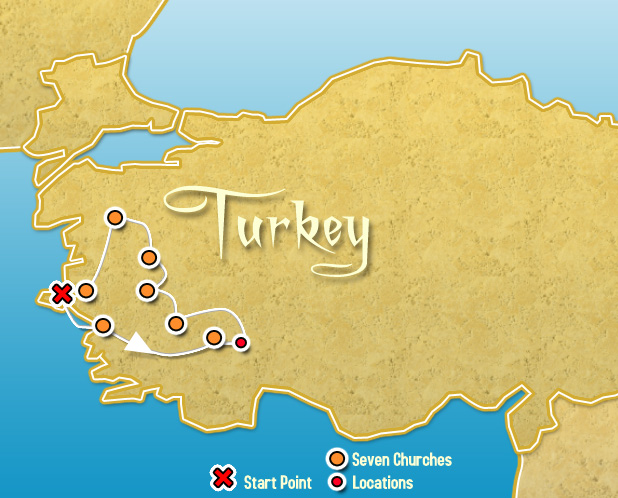 Turkey
Seven Churches
Start Point
Locations